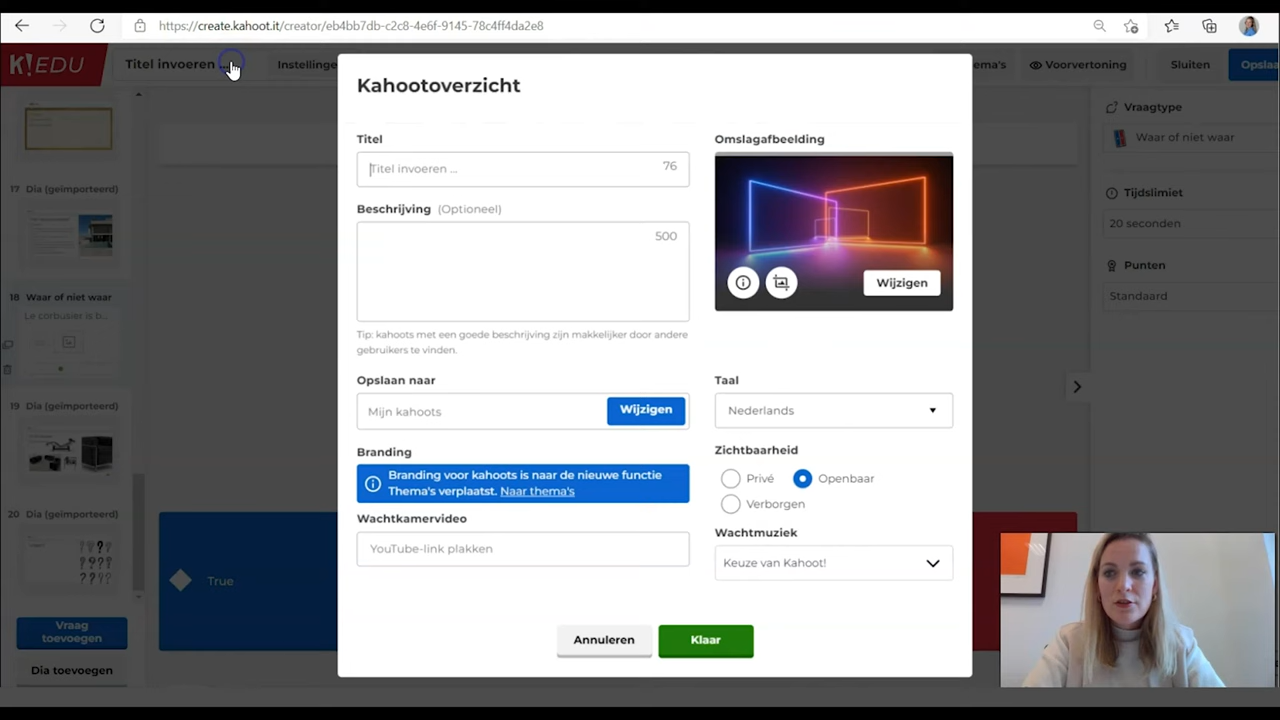 https://create.kahoot.it/creator/eb4bb7db-c2c8-4e6f-9145-78c4ff4da2e8
K!EDU
Titel invoeren ...
Instellinge
ma's
Voorvertoning
Sluiten
Opslaa
17 Dia (geïmporteerd)
18 Waar of niet waar
Le corbusier is b...
19 Dia (geïmporteerd)
20 Dia (geïmporteerd)
Vraag
toevoegen
Dia toevoegen
True
Kahootoverzicht
Titel
Titel invoeren ...
76
Beschrijving (Optioneel)
500
Tip: kahoots met een goede beschrijving zijn makkelijker door andere
gebruikers te vinden.
Opslaan naar
Mijn kahoots
Wijzigen
Branding
Branding voor kahoots is naar de nieuwe functie
Thema's verplaatst. Naar thema's
Wachtkamervideo
YouTube-link plakken
Omslagafbeelding
Wijzigen
Taal
Nederlands
Zichtbaarheid
Privé
Openbaar
Verborgen
Wachtmuziek
Keuze van Kahoot!
Annuleren
Klaar
Vraagtype
Waar of niet waar
Tijdslimiet
20 seconden
Punten
Standaard